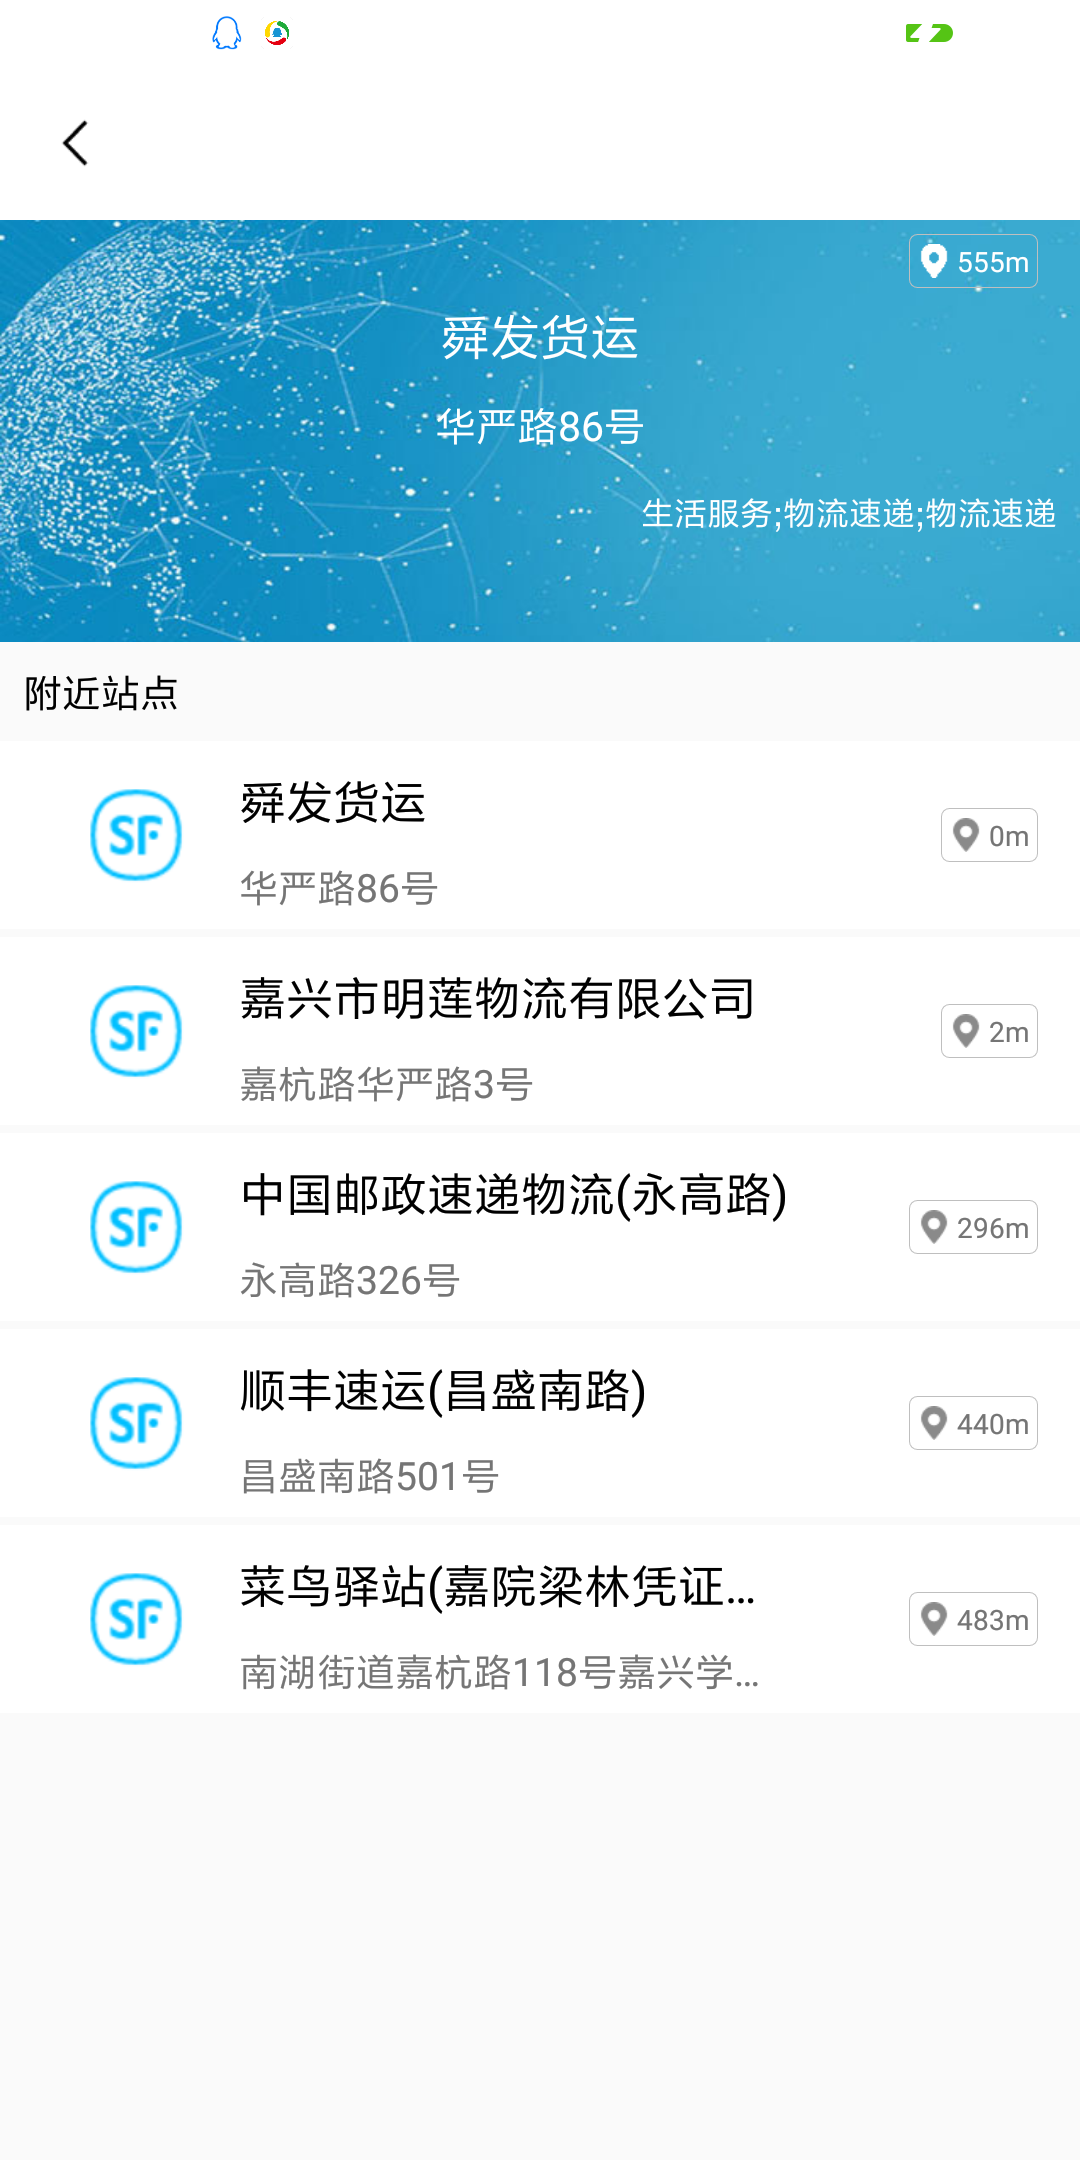 555m
舜发货运
华严路86号
生活服务;物流速递;物流速递
附近站点
SF
舜发货运
0m
华严路86号
SF
嘉兴市明莲物流有限公司
2m
嘉杭路华严路3号
SF
中国邮政速递物流(永高路)
296m
永高路326号
SF
顺丰速运(昌盛南路)
440m
昌盛南路501号
SF
菜鸟驿站(嘉院梁林凭证...
483m
南湖街道嘉杭路118号嘉兴学...